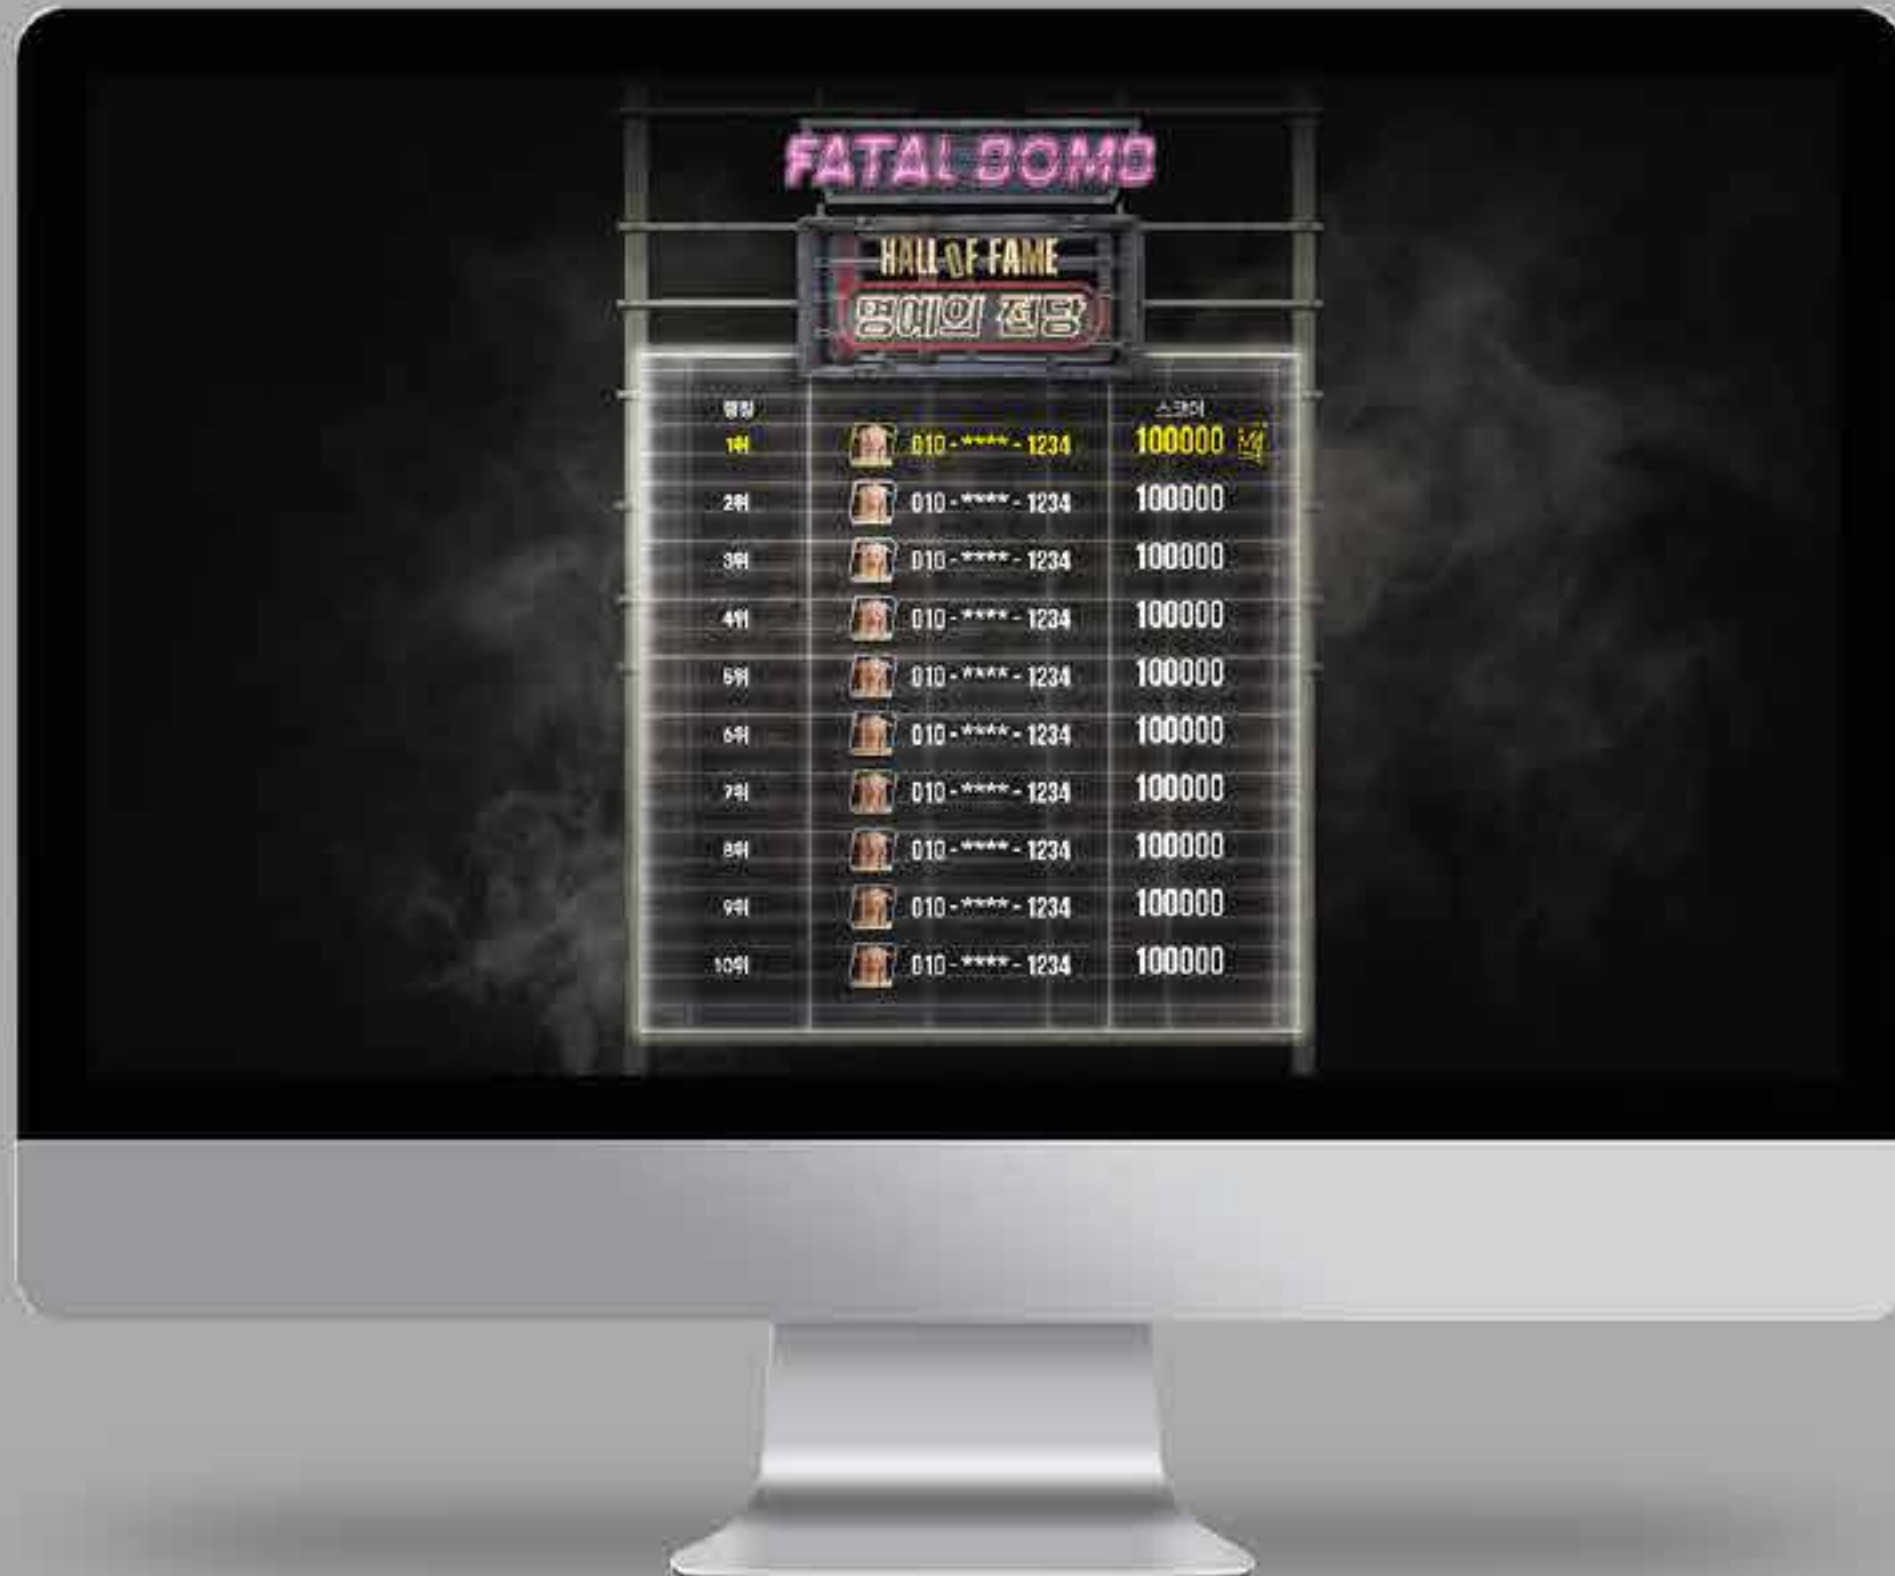 FATAL BOMB
HALL OF FAME
명예의 전당
랭킹 스코어
1위 010-****-1234 100000
2위 010-****-1234 100000
3위 010-****-1234 100000
4위 010-****-1234 100000
5위 010-****-1234 100000
6위 010-****-1234 100000
7위 010-****-1234 100000
8위 010-****-1234 100000
9위 010-****-1234 100000
10위 010-****-1234 100000